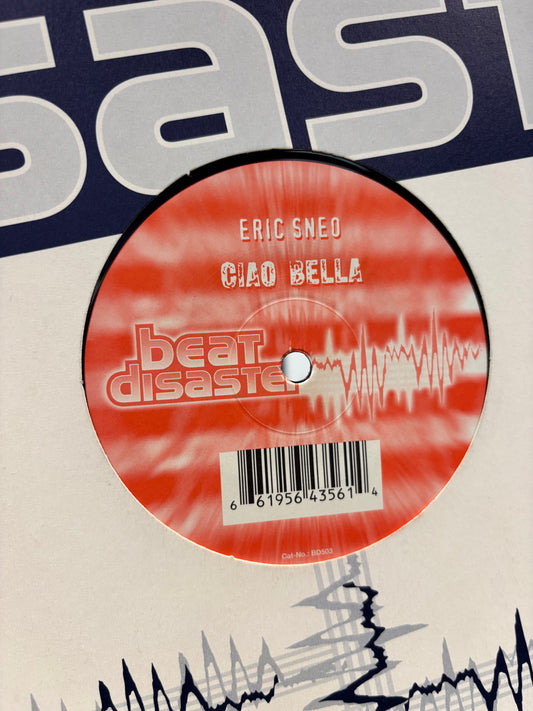 sast
ERIC SNEO
CIAO BELLA
beat
disaster
6 61956 43561 4
Cat-No.: BD503